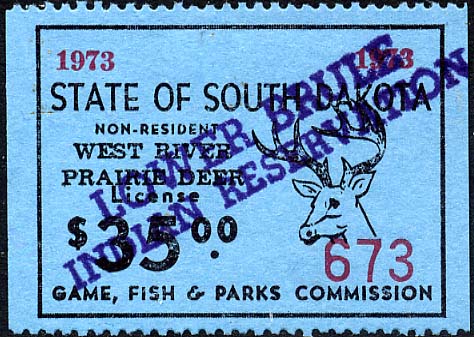 1973 1973
STATE OF SOUTH DAKOTA
NON-RESIDENT
WEST RIVER
PRAIRIE DEER
License
$35.00
673
GAME, FISH & PARKS COMMISSION
LOWER BRULE
INDIAN RESERVATION